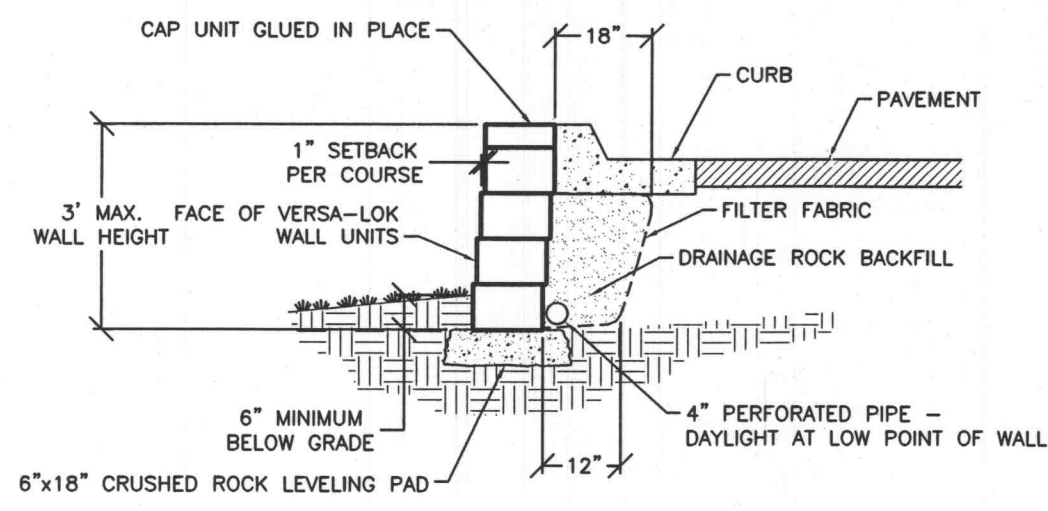 CAP UNIT GLUED IN PLACE
18"
CURB
PAVEMENT
1" SETBACK
PER COURSE
3' MAX.
WALL HEIGHT
FACE OF VERSA-LOK
WALL UNITS
FILTER FABRIC
DRAINAGE ROCK BACKFILL
6" MINIMUM
BELOW GRADE
4" PERFORATED PIPE -
DAYLIGHT AT LOW POINT OF WALL
12"
6"x18" CRUSHED ROCK LEVELING PAD